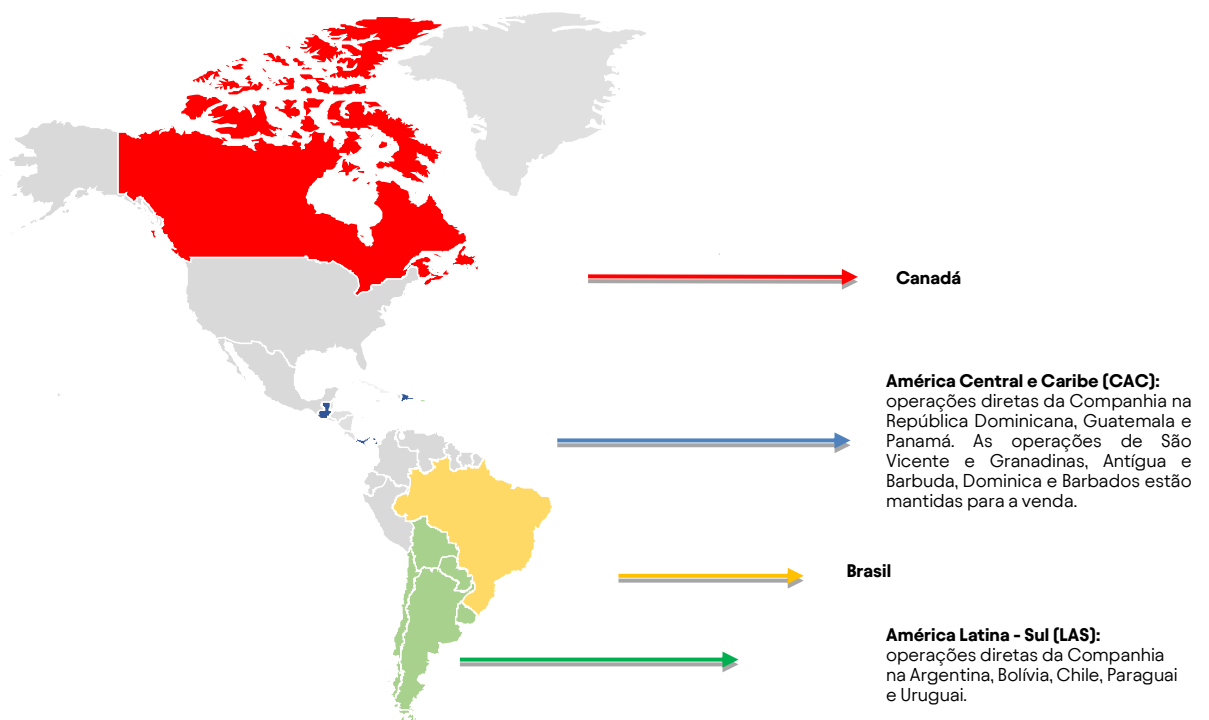 Canadá
América Central e Caribe (CAC):
operações diretas da Companhia na
República Dominicana, Guatemala e
Panamá. As operações de São
Vicente e Granadinas, Antígua e
Barbuda, Dominica e Barbados estão
mantidas para a venda.
Brasil
América Latina - Sul (LAS):
operações diretas da Companhia
na Argentina, Bolívia, Chile, Paraguai
e Uruguai.